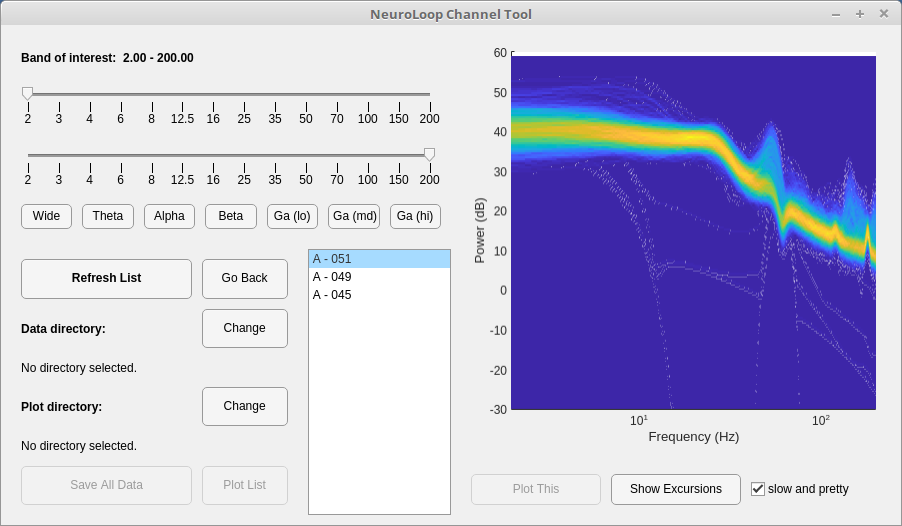 NeuroLoop Channel Tool
Band of interest: 2.00 - 200.00
2 3 4 6 8 12.5 16 25 35 50 70 100 150 200
2 3 4 6 8 12.5 16 25 35 50 70 100 150 200
Wide Theta Alpha Beta Ga (lo) Ga (md) Ga (hi)
Refresh List
Go Back
Data directory:
Change
No directory selected.
Plot directory:
Change
No directory selected.
Save All Data
Plot List
A - 051
A - 049
A - 045
60
50
40
30
20
10
0
-10
-20
-30
Power (dB)
10¹ 10²
Frequency (Hz)
Plot This
Show Excursions
slow and pretty